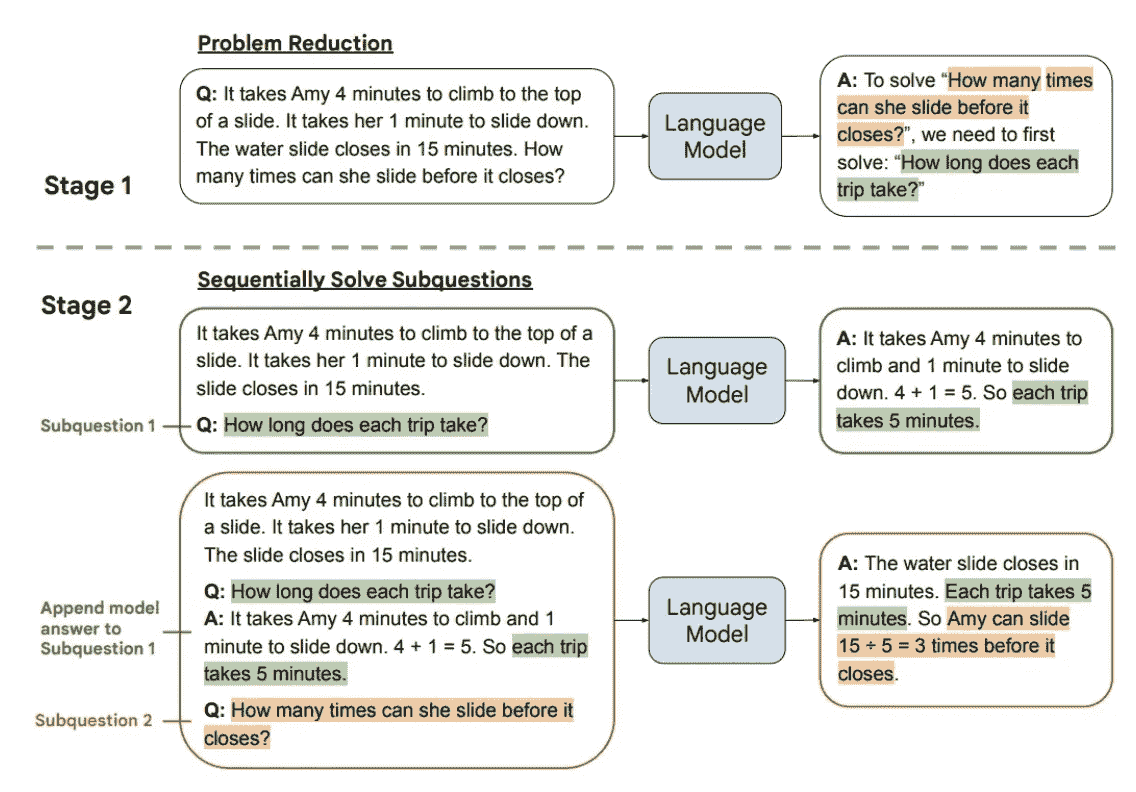 Problem Reduction
Stage 1
Q: It takes Amy 4 minutes to climb to the top
of a slide. It takes her 1 minute to slide down.
The water slide closes in 15 minutes. How
many times can she slide before it closes?
Language
Model
A: To solve “How many times
can she slide before it
closes?”, we need to first
solve: “How long does each
trip take?”
Sequentially Solve Subquestions
Stage 2
It takes Amy 4 minutes to climb to the top of a
slide. It takes her 1 minute to slide down. The
slide closes in 15 minutes.
Subquestion 1
Q: How long does each trip take?
Language
Model
A: It takes Amy 4 minutes to
climb and 1 minute to slide
down. 4 + 1 = 5. So each trip
takes 5 minutes.
It takes Amy 4 minutes to climb to the top of
a slide. It takes her 1 minute to slide down.
The slide closes in 15 minutes.
Q: How long does each trip take?
Append model
answer to
Subquestion 1
A: It takes Amy 4 minutes to climb and 1
minute to slide down. 4 + 1 = 5. So each trip
takes 5 minutes.
Subquestion 2
Q: How many times can she slide before it
closes?
Language
Model
A: The water slide closes in
15 minutes. Each trip takes 5
minutes. So Amy can slide
15 ÷ 5 = 3 times before it
closes.